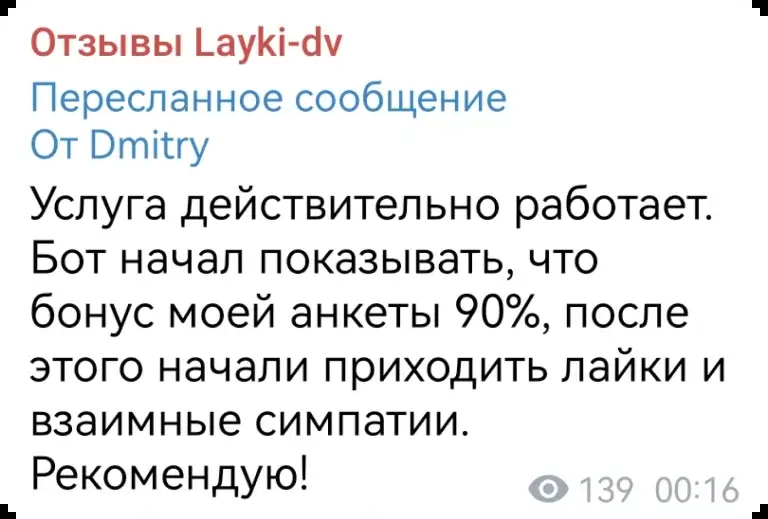 Отзывы Layki-dv
Пересланное сообщение
От Dmitry
Услуга действительно работает.
Бот начал показывать, что
бонус моей анкеты 90%, после
этого начали приходить лайки и
взаимные симпатии.
Рекомендую!
139 00:16